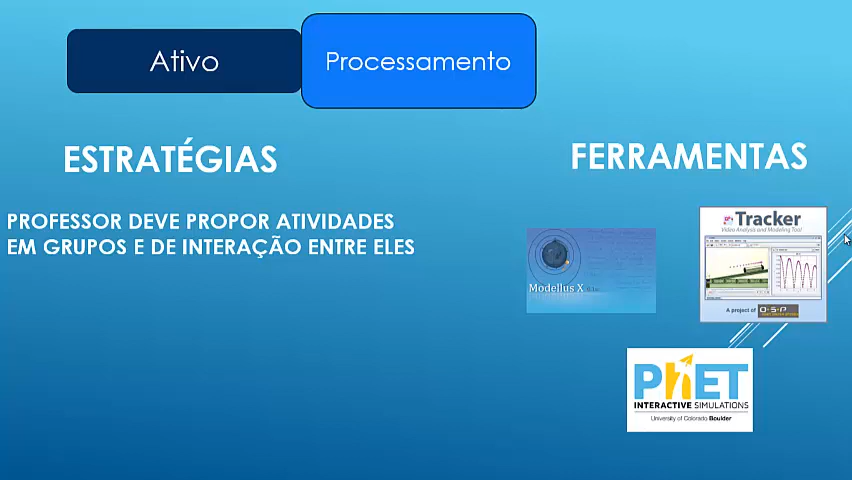 Ativo
Processamento
ESTRATÉGIAS
FERRAMENTAS
PROFESSOR DEVE PROPOR ATIVIDADES
EM GRUPOS E DE INTERAÇÃO ENTRE ELES
Modellus X
Tracker
Video Analysis and Modeling Tool
A project of
O·S·P
PhET
INTERACTIVE SIMULATIONS
University of Colorado Boulder